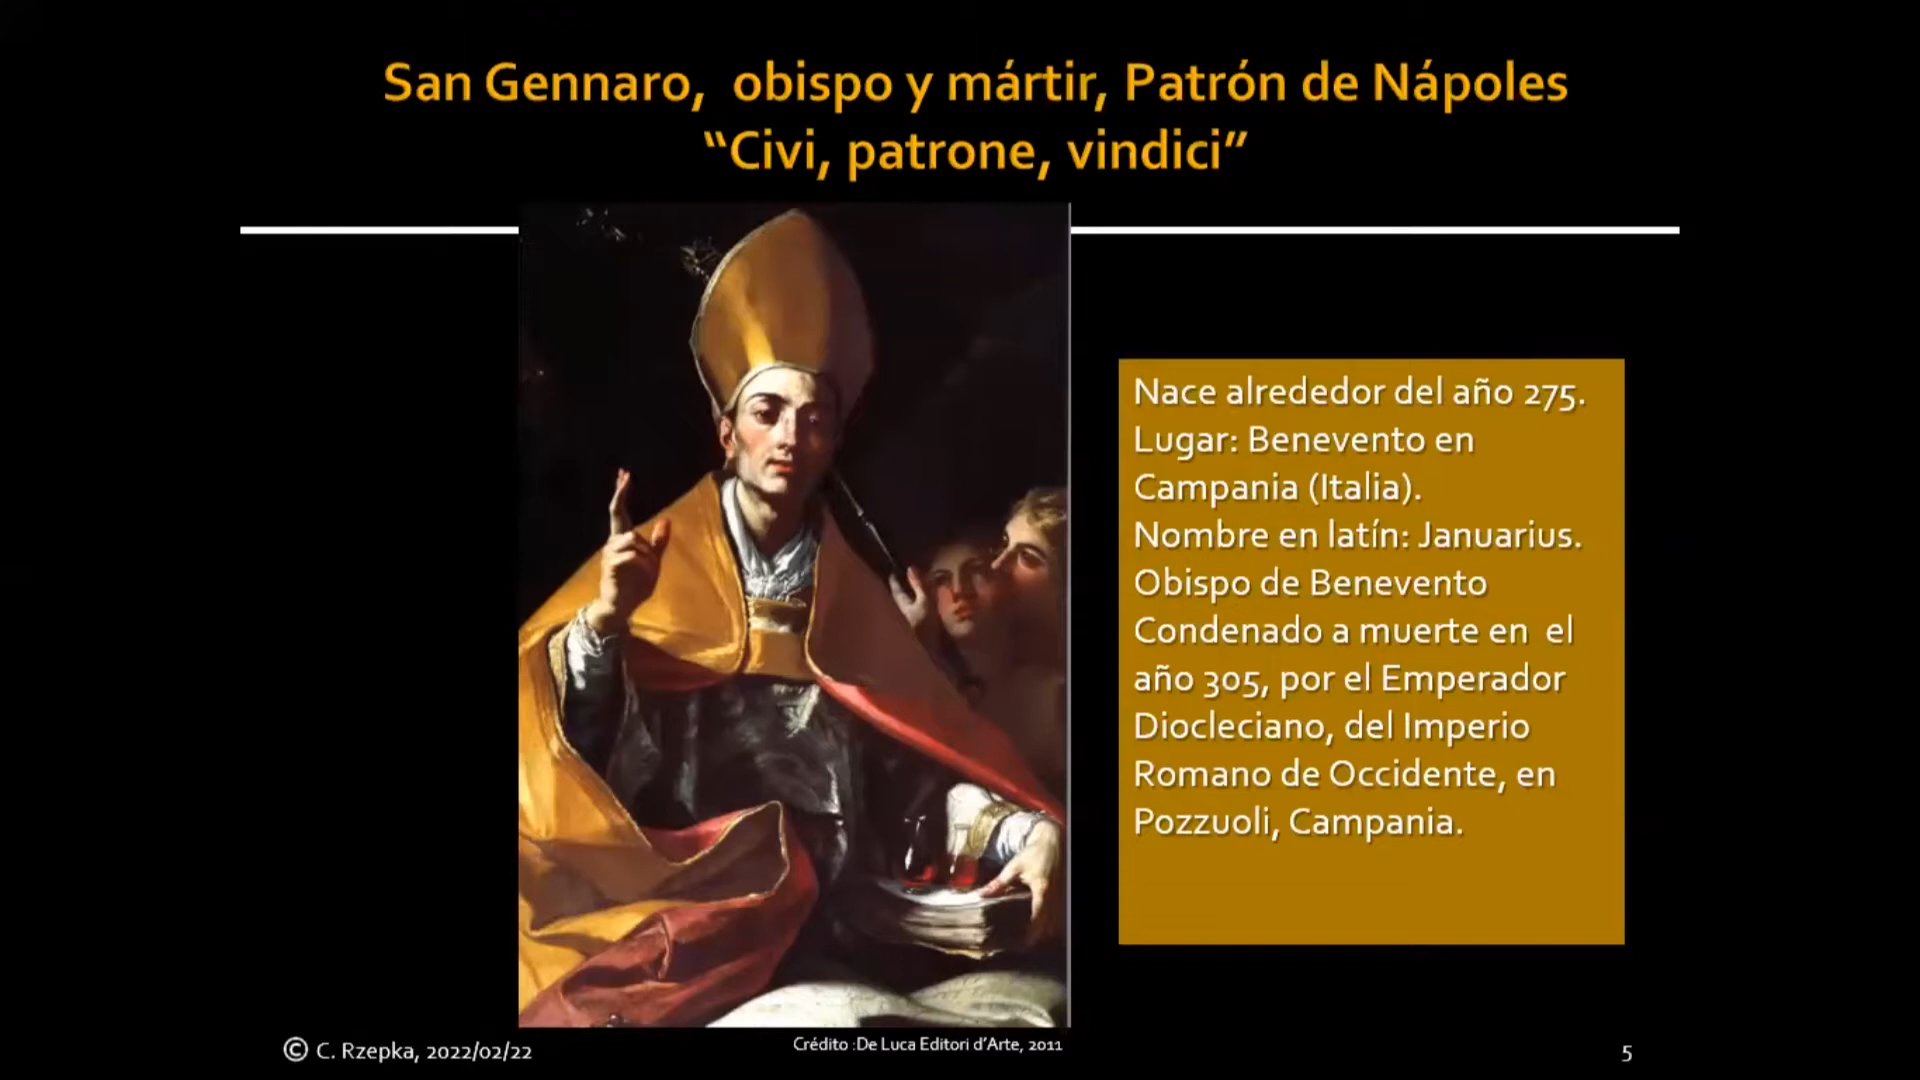 San Gennaro, obispo y mártir, Patrón de Nápoles
“Civi, patrone, vindici”
Nace alrededor del año 275.
Lugar: Benevento en
Campania (Italia).
Nombre en latín: Januarius.
Obispo de Benevento
Condenado a muerte en el
año 305, por el Emperador
Diocleciano, del Imperio
Romano de Occidente, en
Pozzuoli, Campania.
© C. Rzepka, 2022/02/22
Crédito :De Luca Editori d’Arte, 2011
5